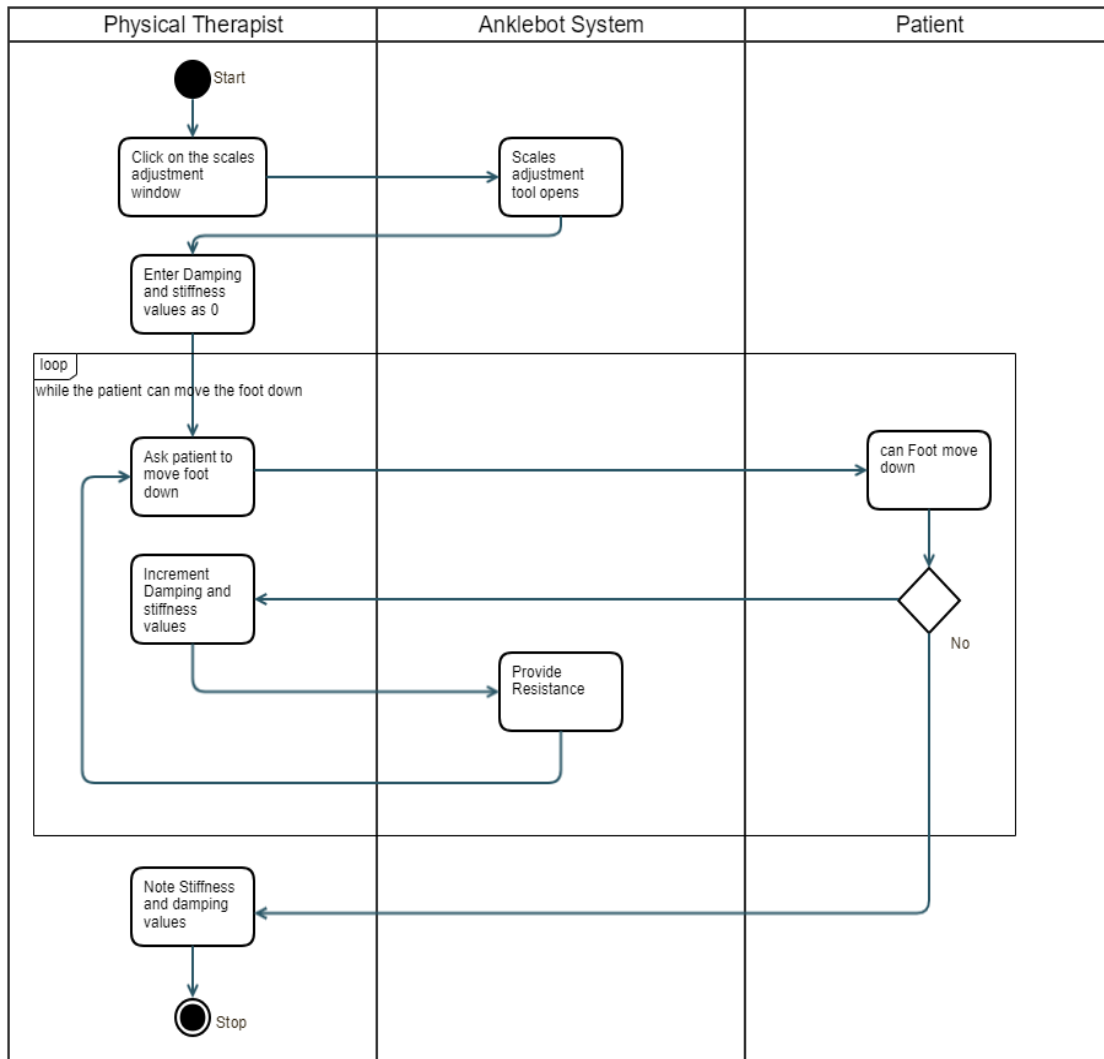 Physical Therapist
Anklebot System
Patient
Start
Click on the scales
adjustment
window
Scales
adjustment
tool opens
Enter Damping
and stiffness
values as 0
loop
while the patient can move the foot down
Ask patient to
move foot
down
can Foot move
down
Increment
Damping and
stiffness
values
No
Provide
Resistance
Note Stiffness
and damping
values
Stop